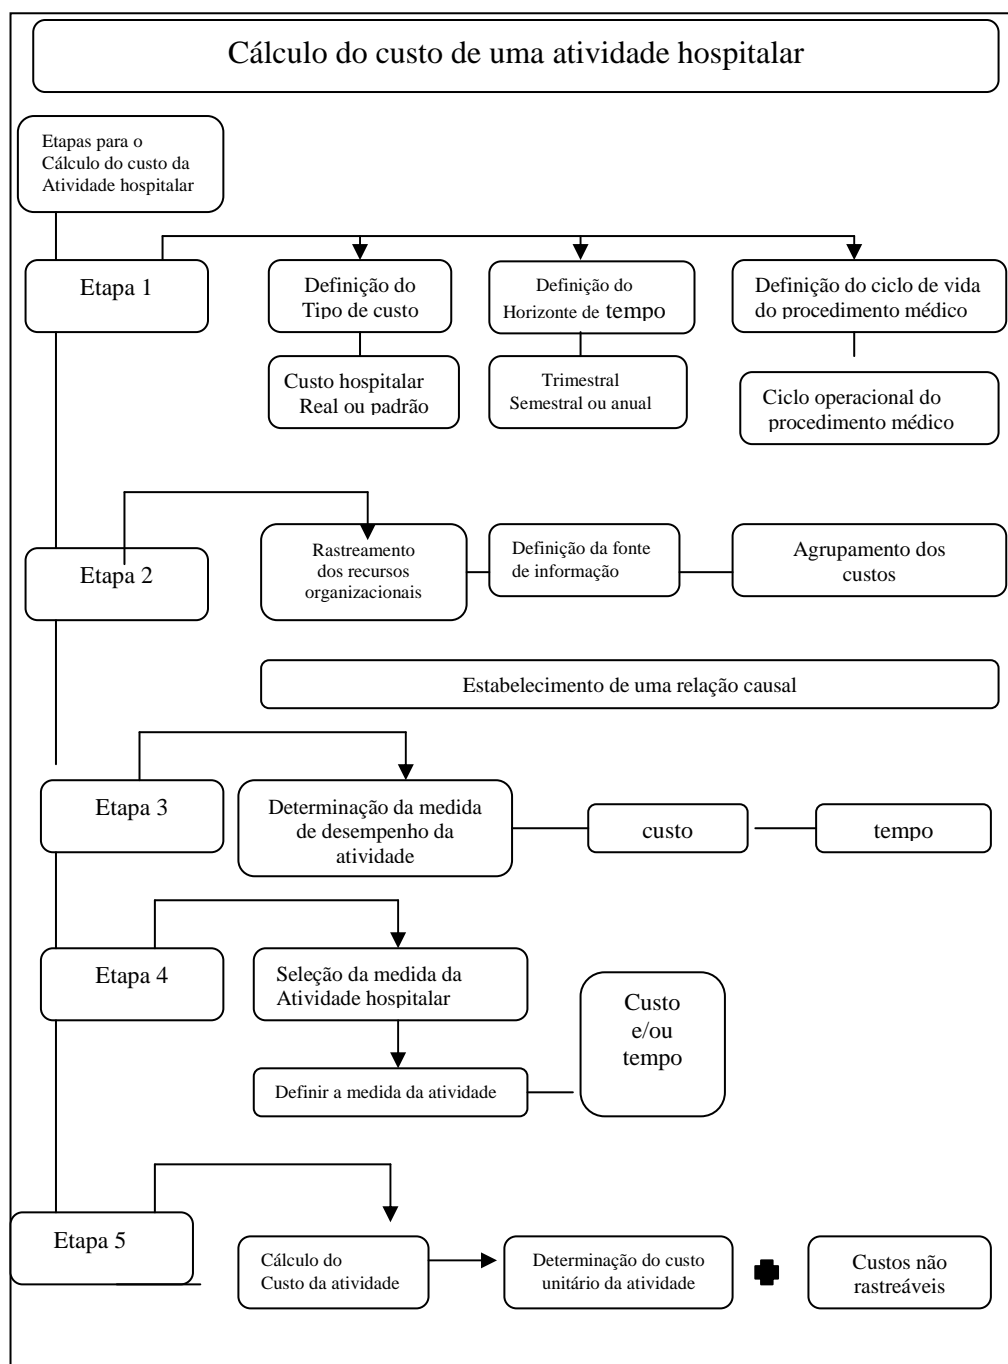 Cálculo do custo de uma atividade hospitalar
Etapas para o
Cálculo do custo da
Atividade hospitalar
Etapa 1
Definição do
Tipo de custo
Definição do
Horizonte de tempo
Definição do ciclo de vida
do procedimento médico
Custo hospitalar
Real ou padrão
Trimestral
Semestral ou anual
Ciclo operacional do
procedimento médico
Etapa 2
Rastreamento
dos recursos
organizacionais
Definição da fonte
de informação
Agrupamento dos
custos
Estabelecimento de uma relação causal
Etapa 3
Determinação da medida
de desempenho da
atividade
custo
tempo
Etapa 4
Seleção da medida da
Atividade hospitalar
Custo
e/ou
tempo
Definir a medida da atividade
Etapa 5
Cálculo do
Custo da atividade
Determinação do custo
unitário da atividade
Custos não
rastreáveis